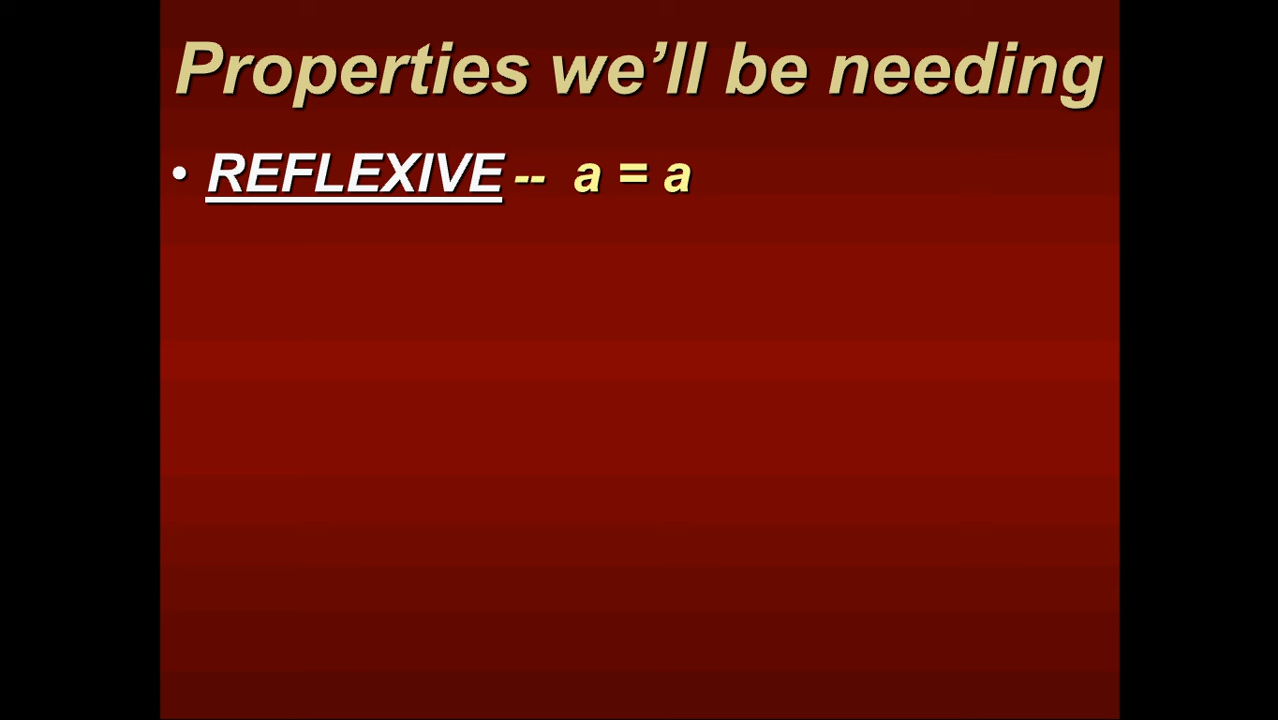 Properties we’ll be needing
• REFLEXIVE -- a = a